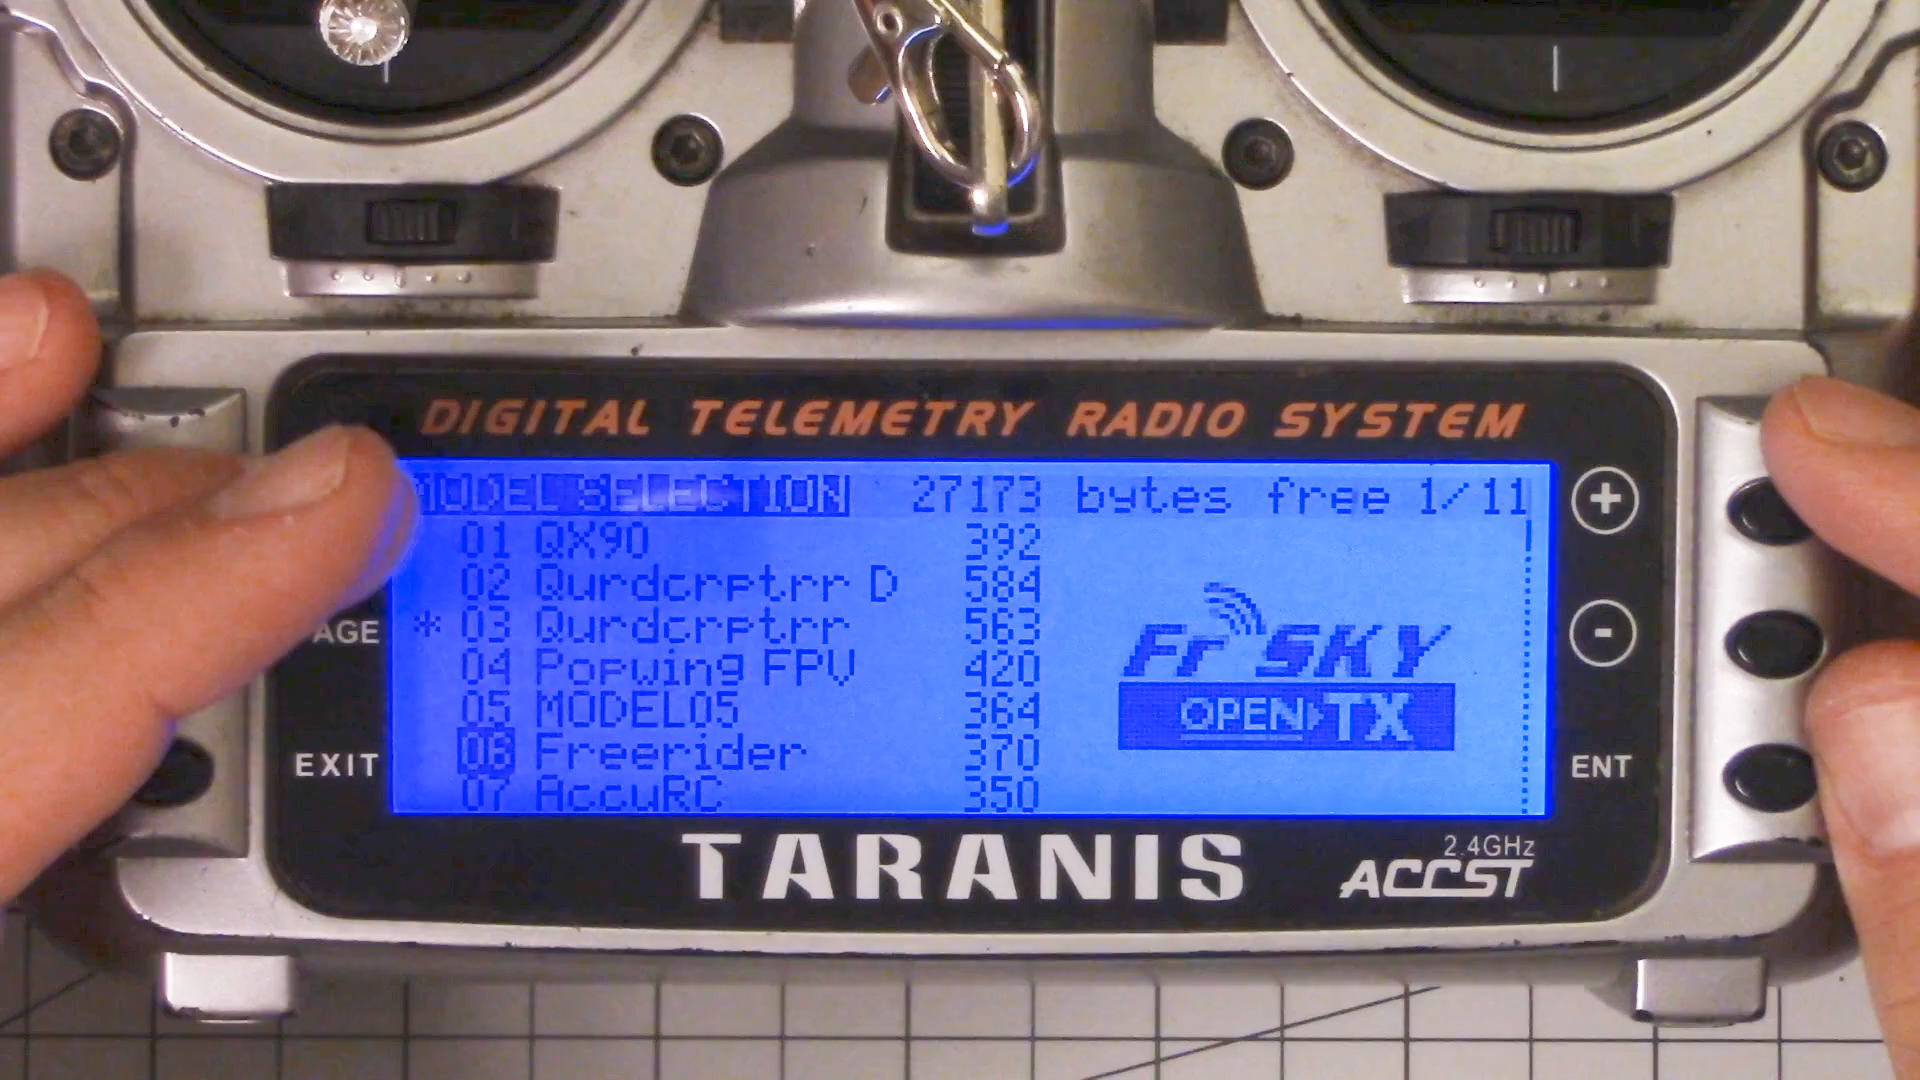 DIGITAL TELEMETRY RADIO SYSTEM
MODEL SELECTION 27173 bytes free 1/11
01 QX90 392
02 Qurdcrptrr D 584
* 03 Qurdcrptrr 563
04 Popwing FPV 420
05 MODEL05 364
06 Freerider 370
07 AccuRC 350
FrSKY
OPEN TX
AGE
EXIT
+
-
ENT
TARANIS
2.4GHz
ACCST